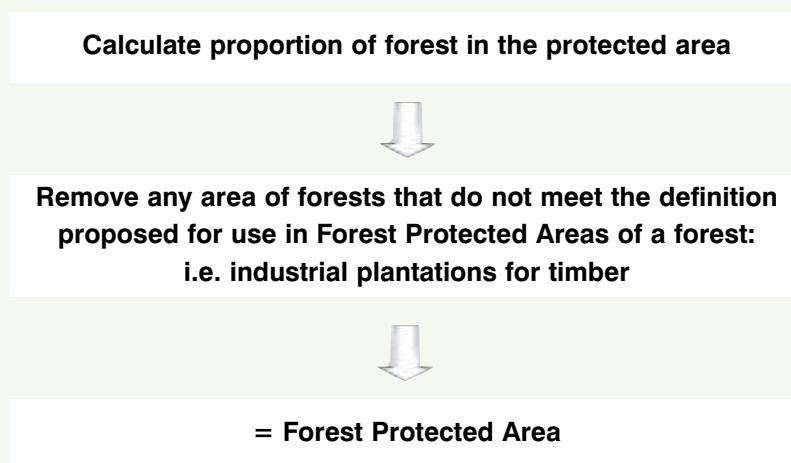 Calculate proportion of forest in the protected area
Remove any area of forests that do not meet the definition
proposed for use in Forest Protected Areas of a forest:
i.e. industrial plantations for timber
= Forest Protected Area